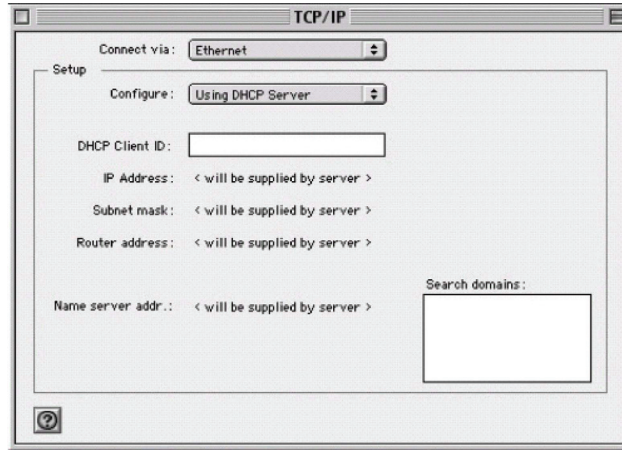 TCP/IP
Connect via: Ethernet
Setup
Configure: Using DHCP Server
DHCP Client ID:
IP Address: < will be supplied by server >
Subnet mask: < will be supplied by server >
Router address: < will be supplied by server >
Search domains:
Name server addr.: < will be supplied by server >
?